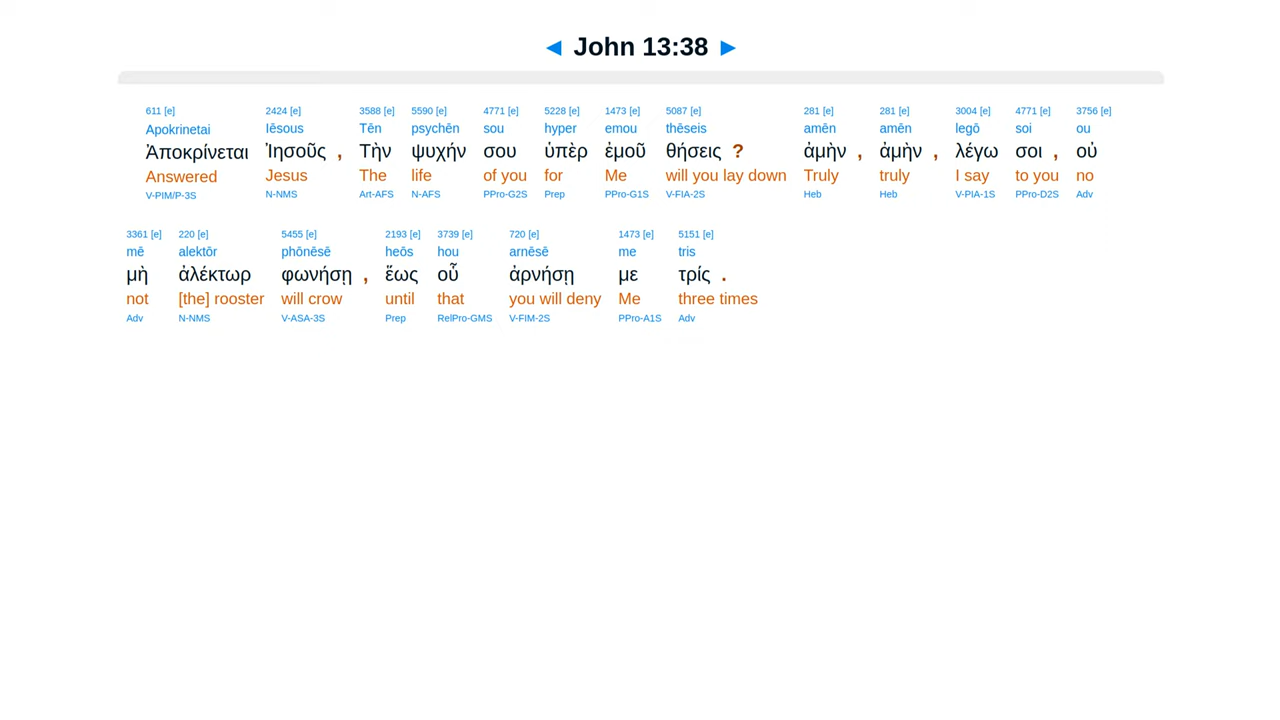 ◄ John 13:38 ►
611 [e] 2424 [e] 3588 [e] 5590 [e] 4771 [e] 5228 [e] 1473 [e] 5087 [e] 281 [e] 281 [e] 3004 [e] 4771 [e] 3756 [e]
Apokrinetai Iēsous Tēn psychēn sou hyper emou thēseis amēn amēn legō soi ou
Ἀποκρίνεται Ἰησοῦς , Τὴν ψυχήν σου ὑπὲρ ἐμοῦ θήσεις ? ἀμὴν , ἀμὴν , λέγω σοι , οὐ
Answered Jesus The life of you for Me will you lay down Truly truly I say to you no
V-PIM/P-3S N-NMS Art-AFS N-AFS PPro-G2S Prep PPro-G1S V-FIA-2S Heb Heb V-PIA-1S PPro-D2S Adv
3361 [e] 220 [e] 5455 [e] 2193 [e] 3739 [e] 720 [e] 1473 [e] 5151 [e]
mē alektōr phōnēsē heōs hou arnēsē me tris
μὴ ἀλέκτωρ φωνήσῃ , ἕως οὗ ἀρνήσῃ με τρίς .
not [the] rooster will crow until that you will deny Me three times
Adv N-NMS V-ASA-3S Prep RelPro-GMS V-FIM-2S PPro-A1S Adv